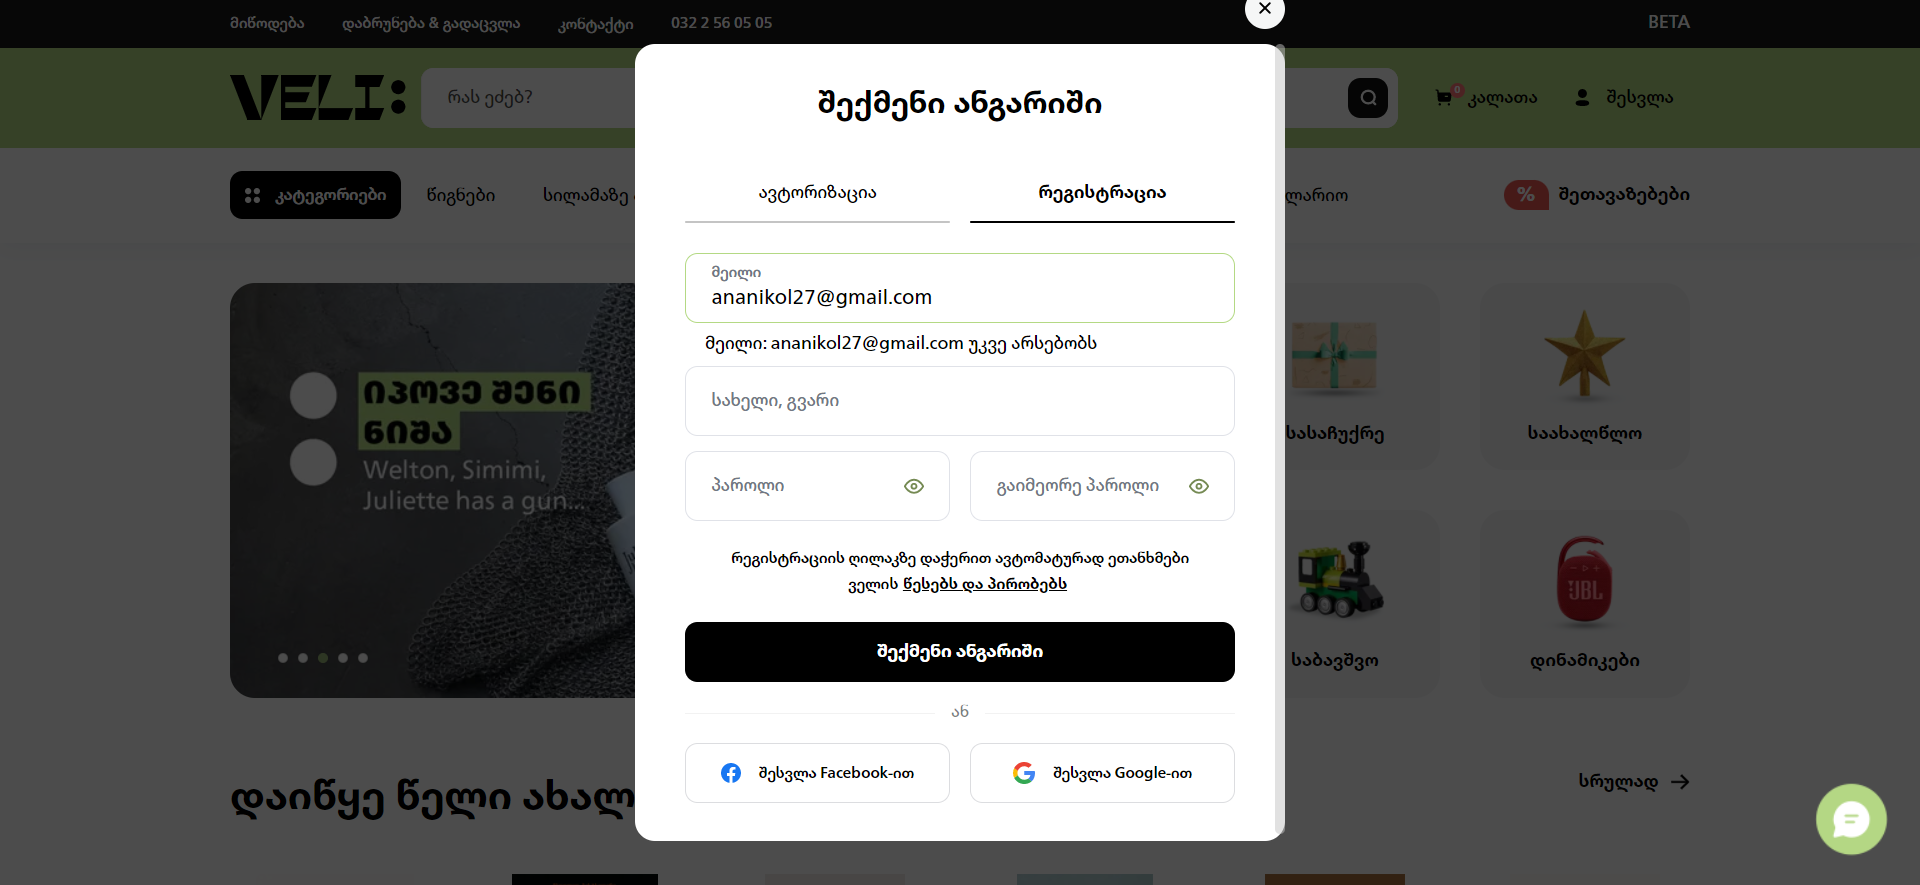 მიწოდება
დაბრუნება & გადაცვლა
კონტაქტი
032 2 56 05 05
BETA
VELI:
რას ეძებ?
0
კალათა
შესვლა
კატეგორიები
წიგნები
სილამაზე
ლარიო
%
შეთავაზებები
შექმენი ანგარიში
ავტორიზაცია
რეგისტრაცია
მეილი
ananikol27@gmail.com
მეილი: ananikol27@gmail.com უკვე არსებობს
სახელი, გვარი
პაროლი
გაიმეორე პაროლი
რეგისტრაციის ღილაკზე დაჭერით ავტომატურად ეთანხმები
ველის წესებს და პირობებს
შექმენი ანგარიში
ან
შესვლა Facebook-ით
შესვლა Google-ით
იპოვე შენი
ნიშა
Welton, Simimi,
Juliette has a gun...
სასაჩუქრე
საახალწლო
საბავშვო
JBL
დინამიკები
დაიწყე წელი ახალ
სრულად